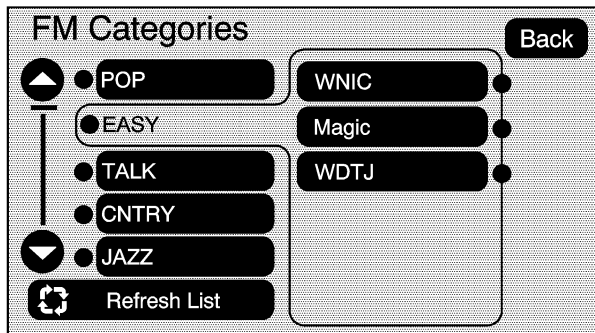 FM Categories
Back
POP
EASY
TALK
CNTRY
JAZZ
Refresh List
WNIC
Magic
WDTJ